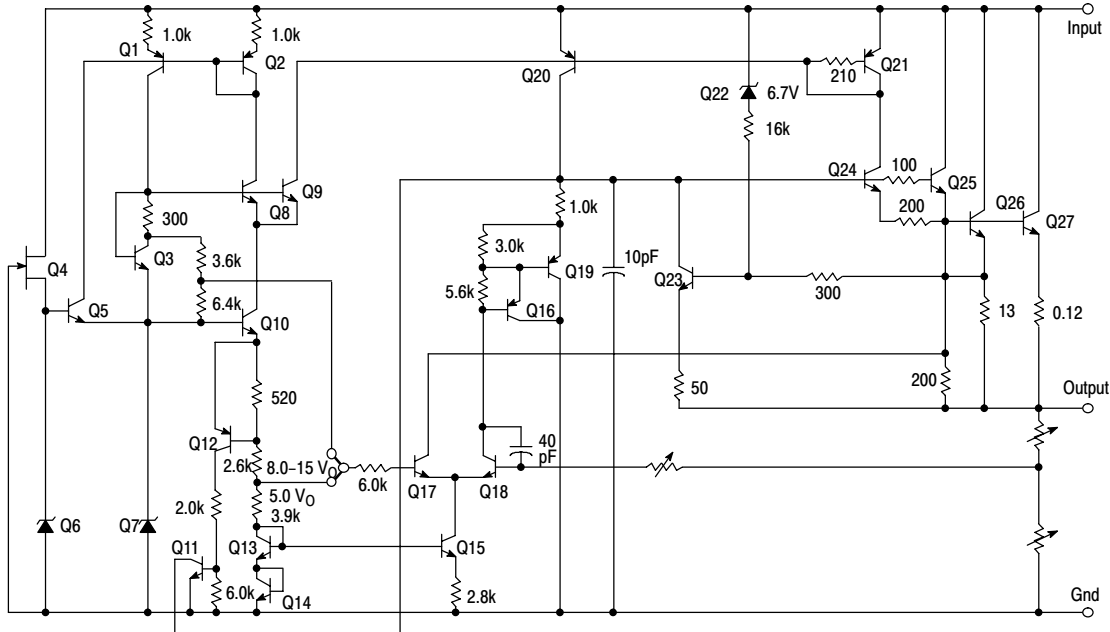 1.0k
1.0k
Input
Q1
Q2
Q20
Q21
210
Q22
6.7V
16k
Q9
Q8
Q24
100
Q25
Q26
Q27
200
300
1.0k
Q4
Q3
3.6k
3.0k
Q19
10pF
Q23
300
5.6k
Q16
13
0.12
6.4k
Q5
Q10
520
50
200
Output
Q12
2.6k
8.0–15 VO
40
pF
6.0k
Q17
Q18
5.0 VO
3.9k
2.0k
Q6
Q7
Q11
Q13
Q15
6.0k
Q14
2.8k
Gnd